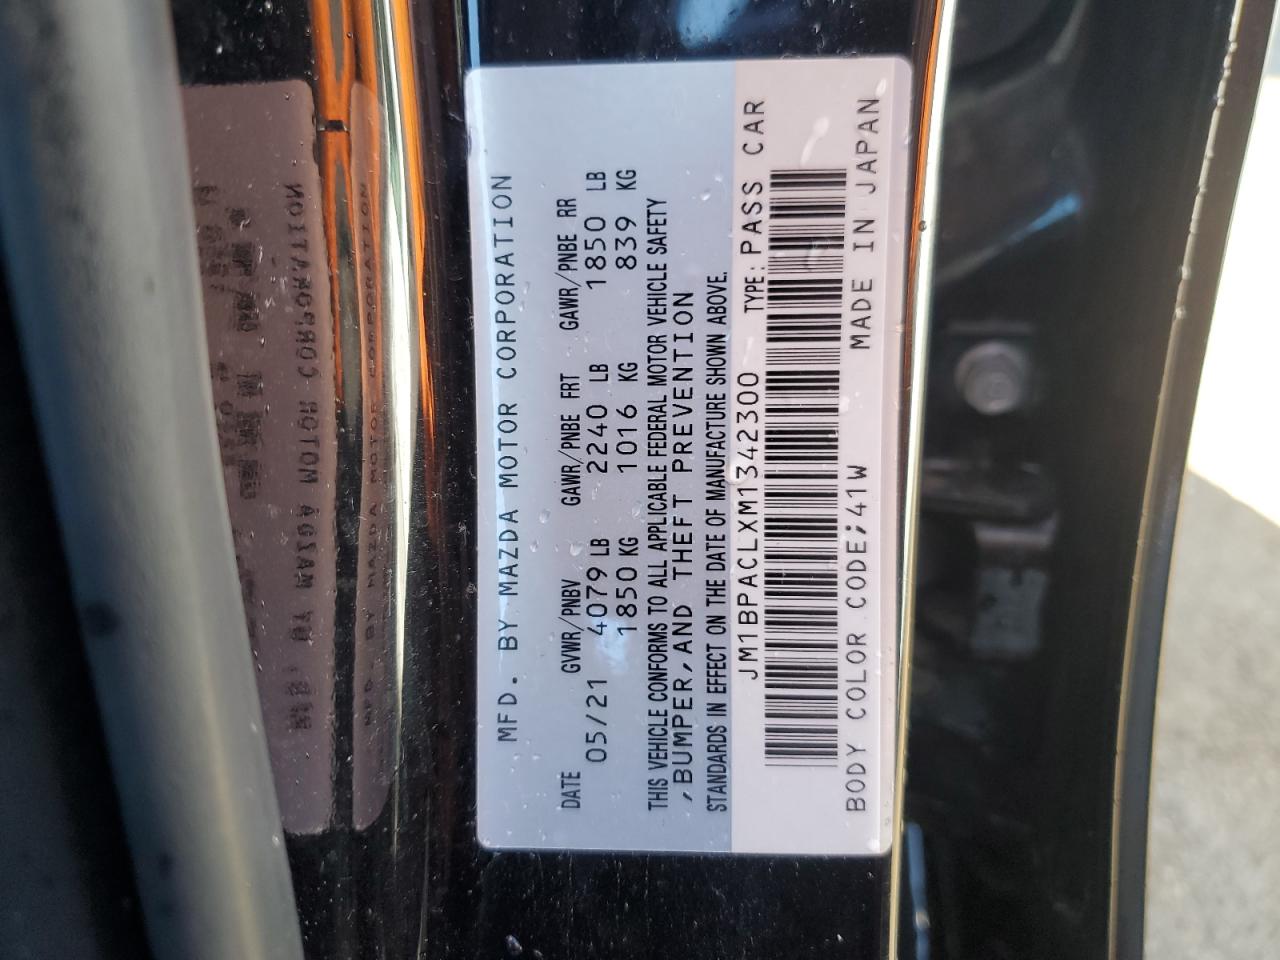 MFD. BY MAZDA MOTOR CORPORATION
DATE GVWR/PNBV GAWR/PNBE FRT GAWR/PNBE RR
05/21 4079 LB 2240 LB 1850 LB
1850 KG 1016 KG 839 KG
THIS VEHICLE CONFORMS TO ALL APPLICABLE FEDERAL MOTOR VEHICLE SAFETY
,BUMPER, AND THEFT PREVENTION
STANDARDS IN EFFECT ON THE DATE OF MANUFACTURE SHOWN ABOVE.
JM1BPACLXM1342300 TYPE: PASS CAR
BODY COLOR CODE: 41W MADE IN JAPAN